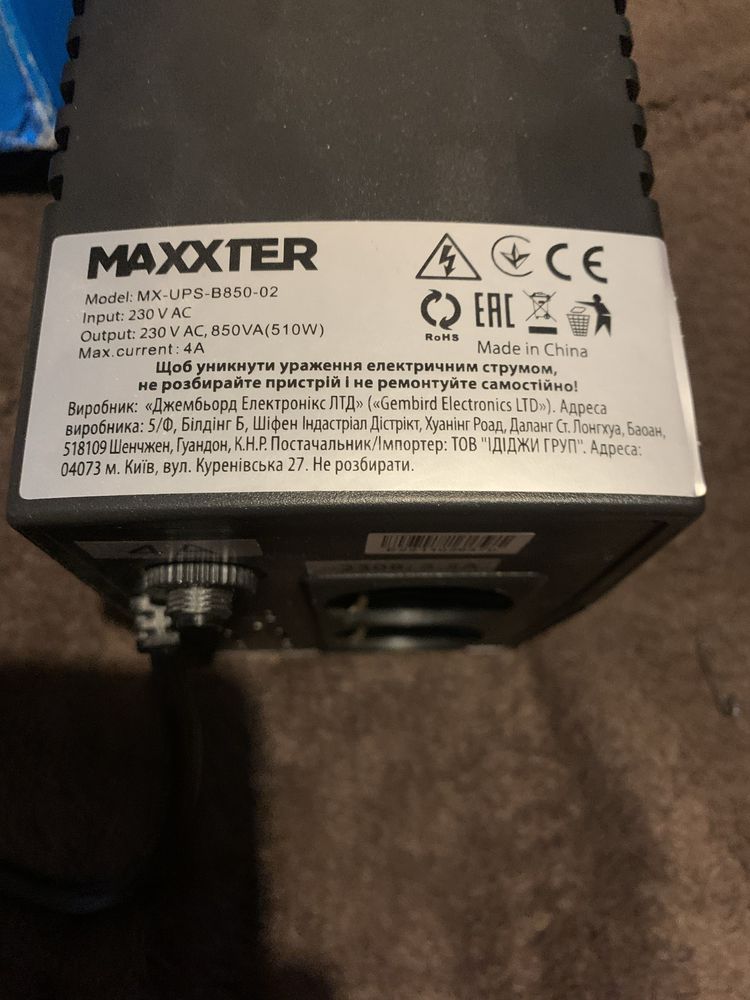 MAXXTER
Model: MX-UPS-B850-02
Input: 230 V AC
Output: 230 V AC, 850VA(510W)
Max.current: 4A
CE
EAC
RoHS
Made in China
Щоб уникнути ураження електричним струмом,
не розбирайте пристрій і не ремонтуйте самостійно!
Виробник: «Джембьорд Електронікс ЛТД» («Gembird Electronics LTD»). Адреса
виробника: 5/Ф, Білдінг Б, Шіфен Індастріал Дістрікт, Хуанінг Роад, Даланг Ст. Лонгхуа, Баоан,
518109 Шенчжен, Гуандон, К.Н.Р. Постачальник/Імпортер: ТОВ "ІДІДЖИ ГРУП". Адреса:
04073 м. Київ, вул. Куренівська 27. Не розбирати.